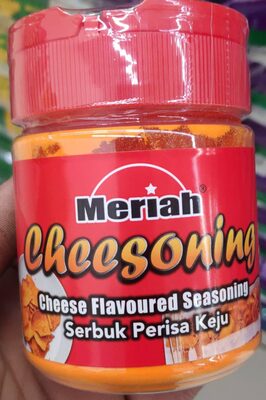 Meriah®
Cheesoning
Cheese Flavoured Seasoning
Serbuk Perisa Keju